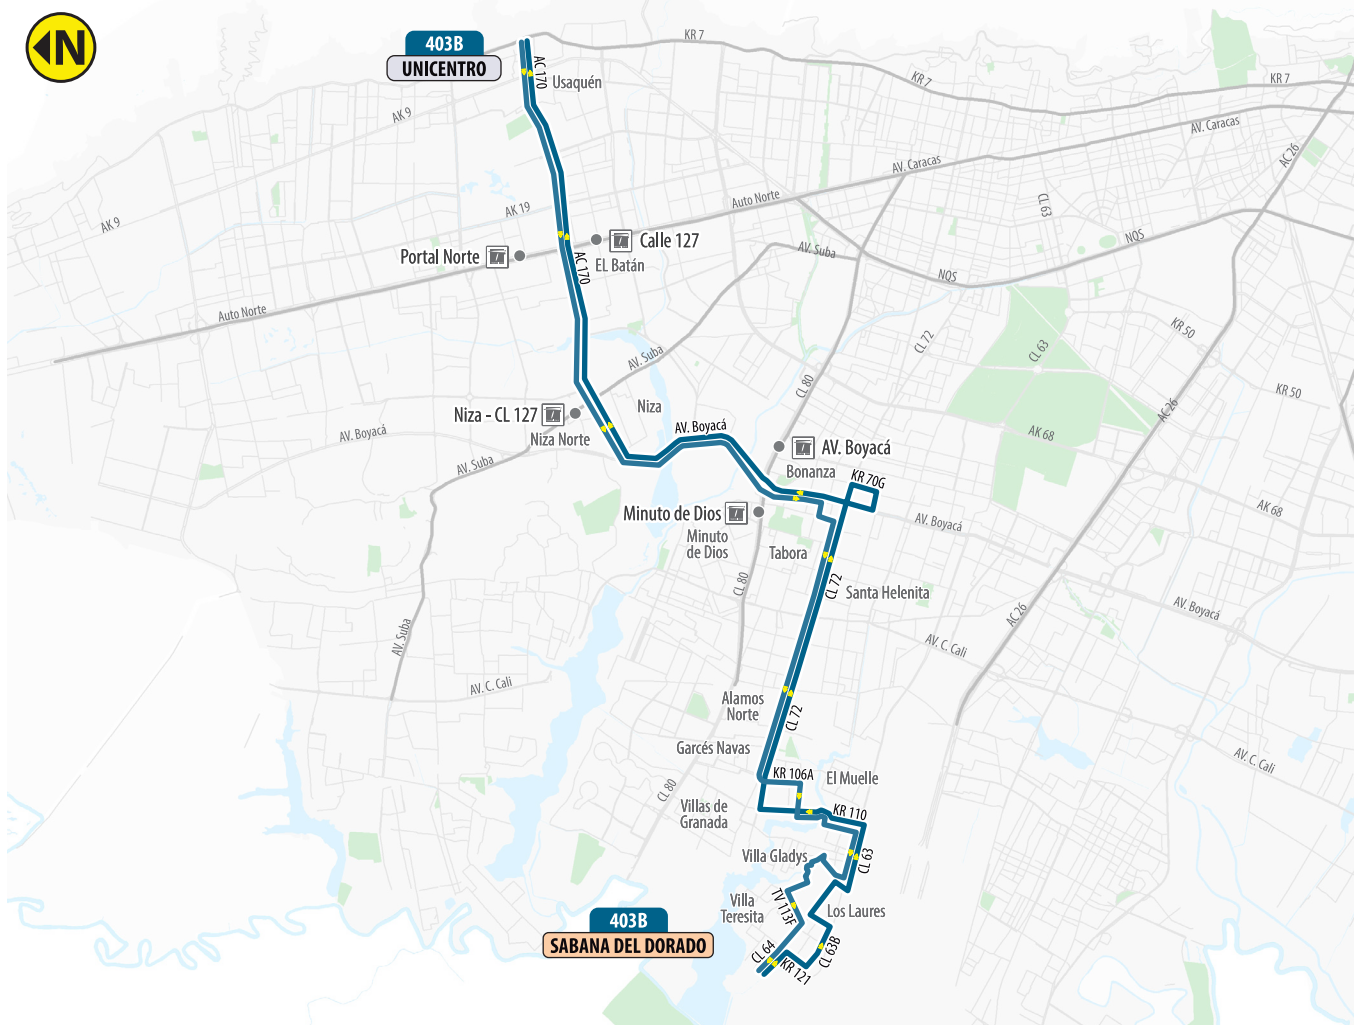 N
403B
UNICENTRO
KR 7
KR 7
KR 7
AC 170
Usaquén
AK 9
AV. Caracas
AC 26
AV. Caracas
AK 9
AK 19
Auto Norte
CL 63
NQS
Portal Norte
Calle 127
EL Batán
AC 170
AV. Suba
NQS
Auto Norte
AV. Suba
CL 72
CL 63
KR 50
KR 50
CL 80
Niza - CL 127
Niza
Niza Norte
AV. Boyacá
AV. Boyacá
AV. Boyacá
Bonanza
AC 26
AK 68
AV. Suba
KR 70G
AK 68
Minuto de Dios
Minuto
de Dios
AV. Boyacá
Tabora
CL 80
CL 72
Santa Helenita
AC 26
AV. Boyacá
AV. Suba
AV. C. Cali
AV. C. Cali
Alamos
Norte
CL 72
Garcés Navas
AV. C. Cali
KR 106A
El Muelle
CL 80
Villas de
Granada
KR 110
Villa Gladys
CL 63
Villa
Teresita
TV 113F
Los Laures
403B
SABANA DEL DORADO
CL 64
KR 121
CL 63B